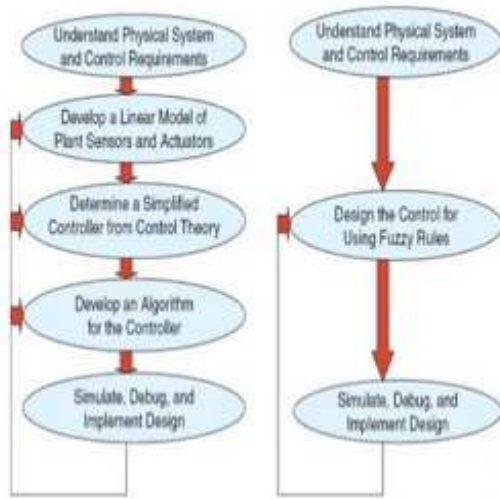 Understand Physical System
and Control Requirements
Develop a Linear Model of
Plant Sensors and Actuators
Determine a Simplified
Controller from Control Theory
Develop an Algorithm
for the Controller
Simulate, Debug, and
Implement Design
Understand Physical System
and Control Requirements
Design the Control for
Using Fuzzy Rules
Simulate, Debug, and
Implement Design